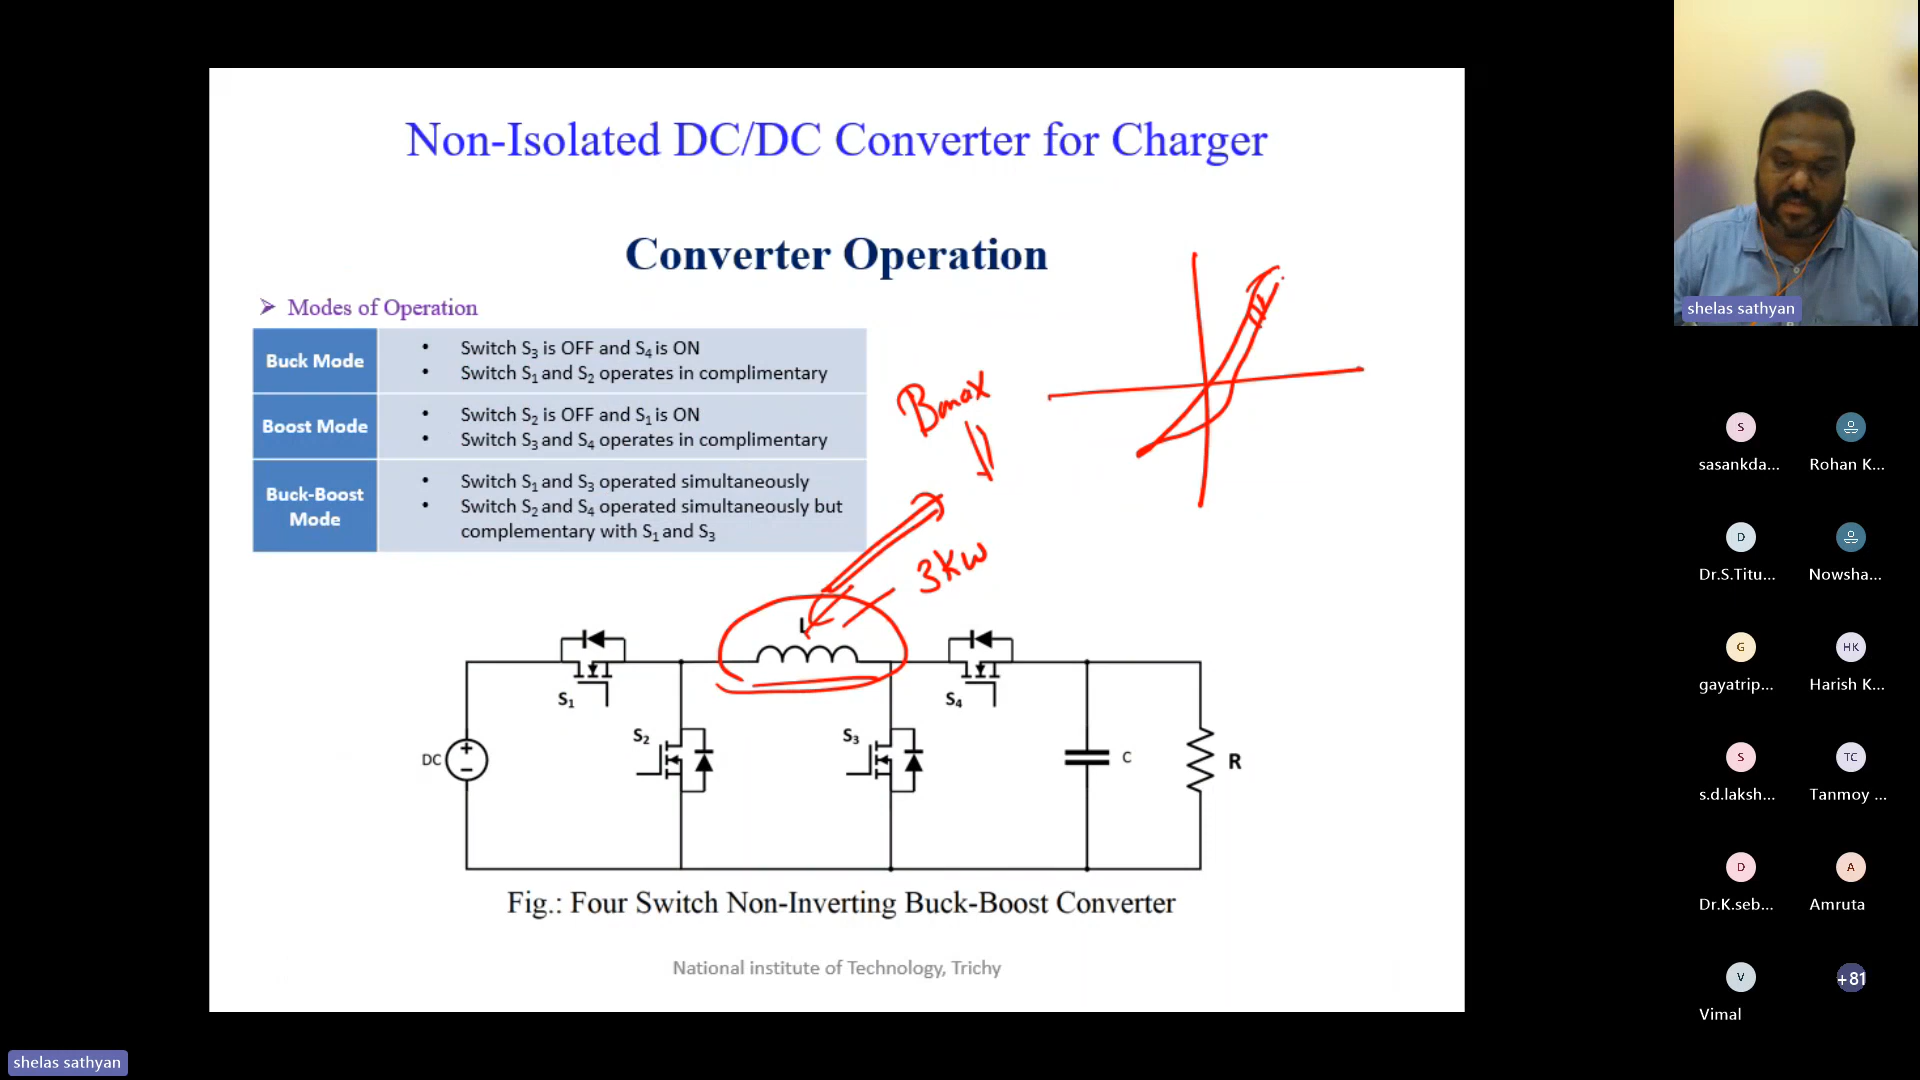 Non-Isolated DC/DC Converter for Charger
Converter Operation
➢ Modes of Operation
Buck Mode
• Switch S3 is OFF and S4 is ON
• Switch S1 and S2 operates in complimentary
Boost Mode
• Switch S2 is OFF and S1 is ON
• Switch S3 and S4 operates in complimentary
Buck-Boost
Mode
• Switch S1 and S3 operated simultaneously
• Switch S2 and S4 operated simultaneously but
complementary with S1 and S3
Bmax
3KW
L
S1
S4
S2
S3
DC
C
R
Fig.: Four Switch Non-Inverting Buck-Boost Converter
National institute of Technology, Trichy
shelas sathyan
S
sasankda...
Rohan K...
D
Dr.S.Titu...
Nowsha...
G
HK
gayatrip...
Harish K...
S
TC
s.d.laksh...
Tanmoy ...
D
A
Dr.K.seb...
Amruta
V
+81
Vimal
shelas sathyan